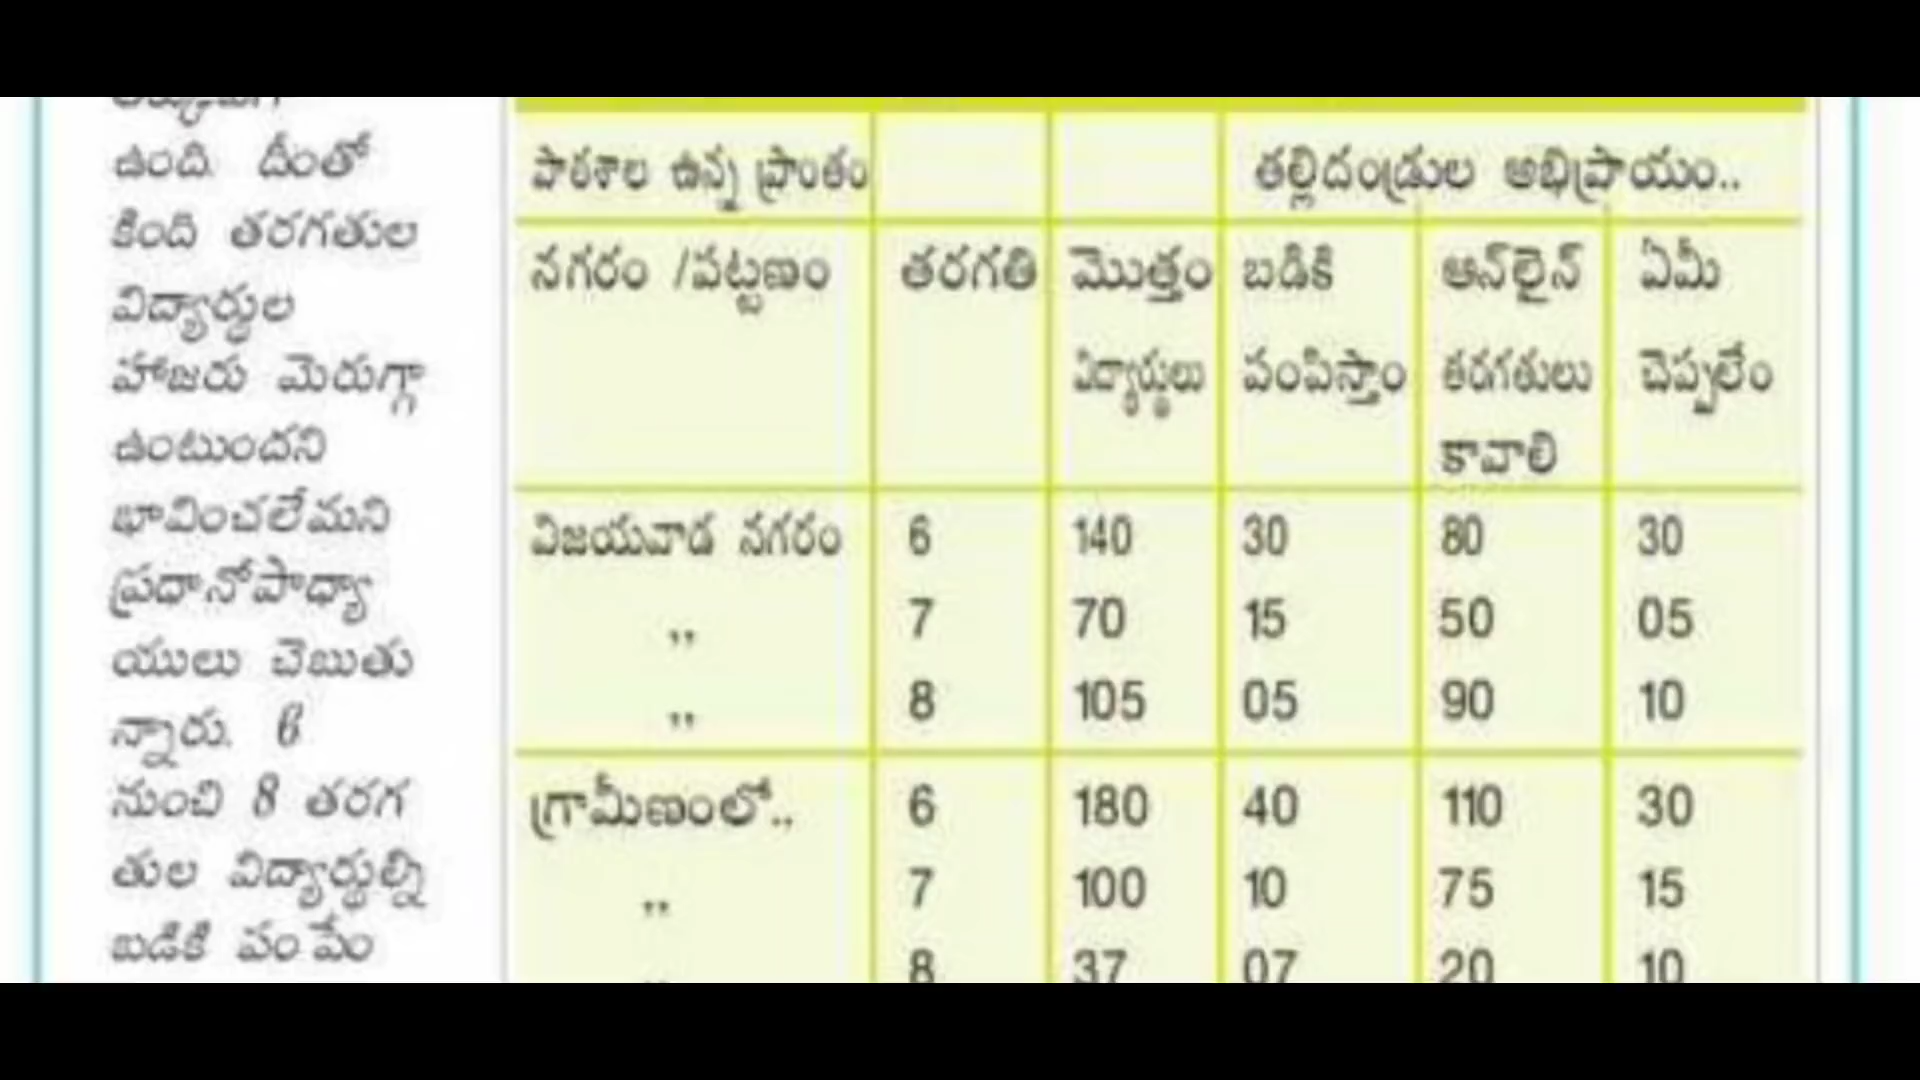 ఉంది. దీంతో
కింది తరగతుల
విద్యార్థుల
హాజరు మెరుగ్గా
ఉంటుందని
భావించలేమని
ప్రధానోపాధ్యా
యులు చెబుతు
న్నారు. 6
నుంచి 8 తరగ
తుల విద్యార్థుల్ని
బడికి పంపేం
పాఠశాల ఉన్న ప్రాంతం తల్లిదండ్రుల అభిప్రాయం..
నగరం /పట్టణం తరగతి మొత్తం బడికి ఆన్‌లైన్ ఏమీ
విద్యార్థులు పంపిస్తాం తరగతులు చెప్పలేం
కావాలి
విజయవాడ నగరం 6 140 30 80 30
,, 7 70 15 50 05
,, 8 105 05 90 10
గ్రామీణంలో.. 6 180 40 110 30
,, 7 100 10 75 15
8 37 07 20 10